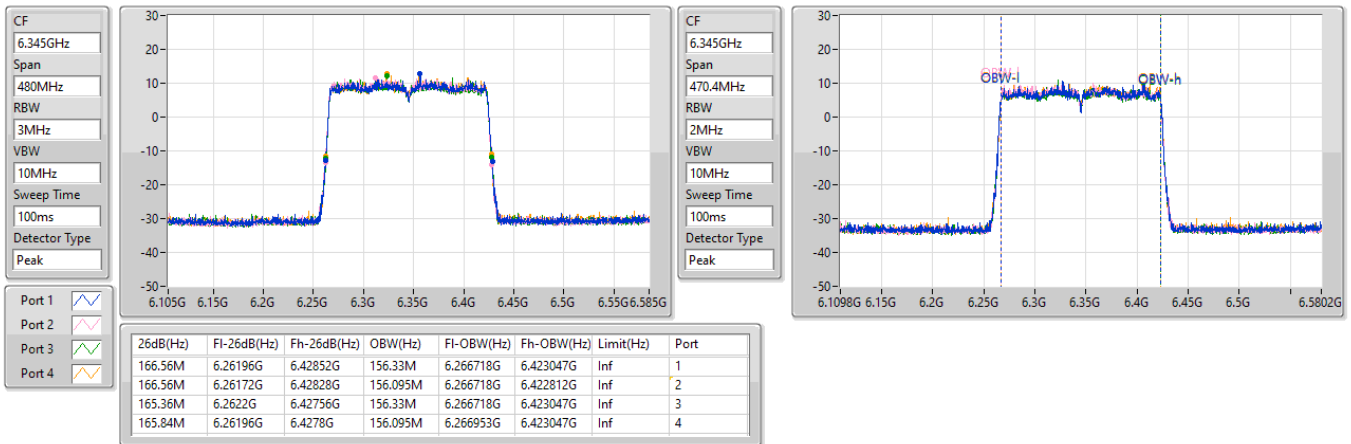 CF
6.345GHz
Span
480MHz
RBW
3MHz
VBW
10MHz
Sweep Time
100ms
Detector Type
Peak
30
20
10
0
-10
-20
-30
-40
-50
6.105G 6.15G 6.2G 6.25G 6.3G 6.35G 6.4G 6.45G 6.5G 6.55G 6.585G
CF
6.345GHz
Span
470.4MHz
RBW
2MHz
VBW
10MHz
Sweep Time
100ms
Detector Type
Peak
30
20
10
0
-10
-20
-30
-40
-50
OBW-l
OBW-h
6.1098G 6.15G 6.2G 6.25G 6.3G 6.35G 6.4G 6.45G 6.5G 6.5802G
Port 1
Port 2
Port 3
Port 4
26dB(Hz) Fl-26dB(Hz) Fh-26dB(Hz) OBW(Hz) Fl-OBW(Hz) Fh-OBW(Hz) Limit(Hz) Port
166.56M 6.26196G 6.42852G 156.33M 6.266718G 6.423047G Inf 1
166.56M 6.26172G 6.42828G 156.095M 6.266718G 6.422812G Inf 2
165.36M 6.2622G 6.42756G 156.33M 6.266718G 6.423047G Inf 3
165.84M 6.26196G 6.4278G 156.095M 6.266953G 6.423047G Inf 4